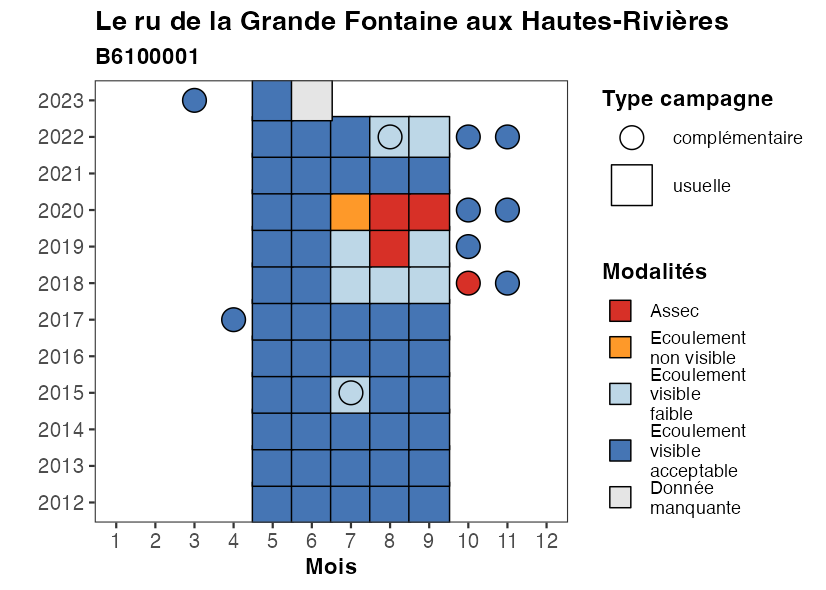 Le ru de la Grande Fontaine aux Hautes-Rivières
B6100001
2023
2022
2021
2020
2019
2018
2017
2016
2015
2014
2013
2012
1 2 3 4 5 6 7 8 9 10 11 12
Mois
Type campagne
complémentaire
usuelle
Modalités
Assec
Ecoulement
non visible
Ecoulement
visible
faible
Ecoulement
visible
acceptable
Donnée
manquante